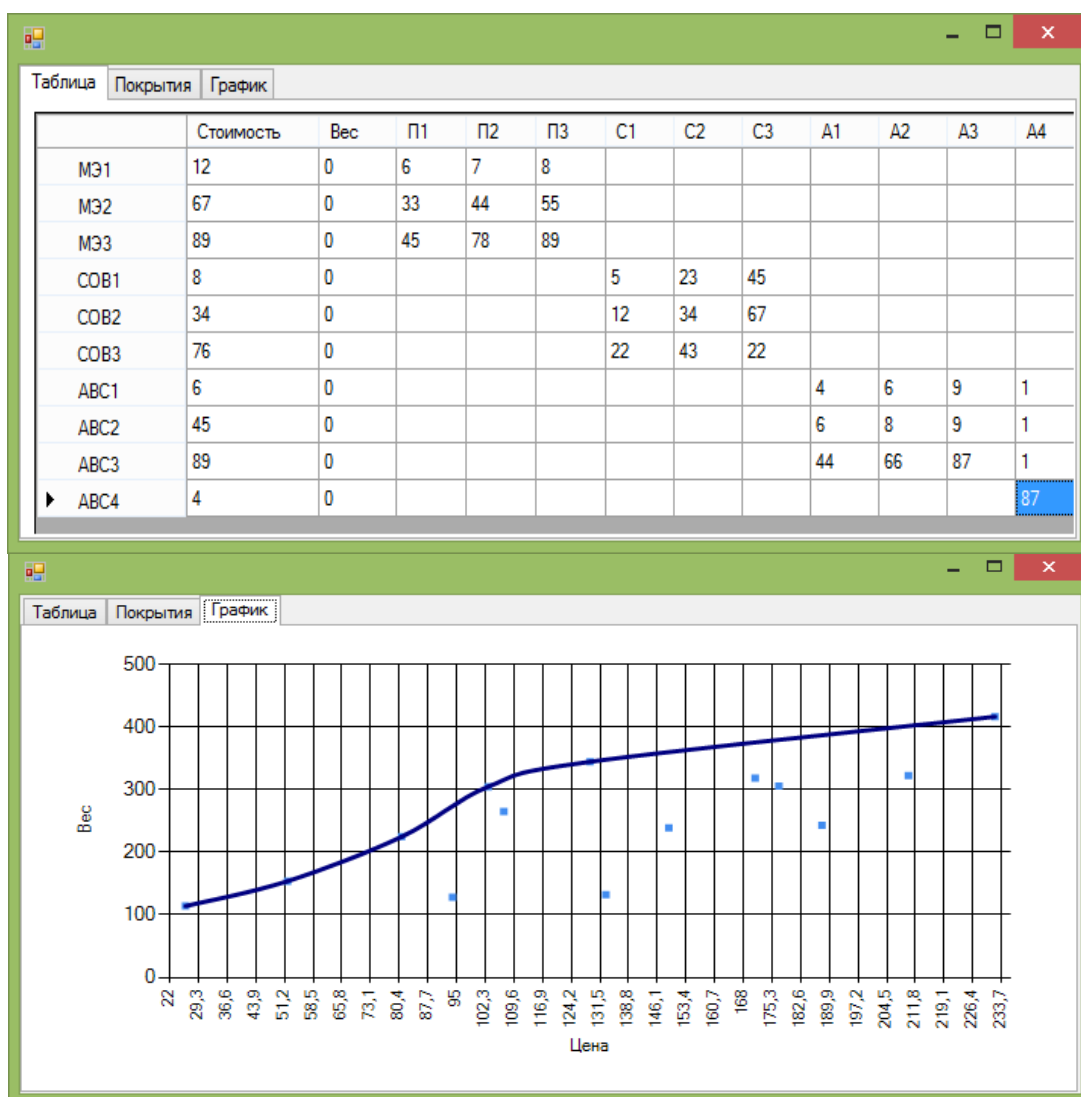 Таблица Покрытия График
Стоимость Вес П1 П2 П3 С1 С2 С3 А1 А2 А3 А4
МЭ1 12 0 6 7 8
МЭ2 67 0 33 44 55
МЭ3 89 0 45 78 89
СОВ1 8 0 5 23 45
СОВ2 34 0 12 34 67
СОВ3 76 0 22 43 22
АВС1 6 0 4 6 9 1
АВС2 45 0 6 8 9 1
АВС3 89 0 44 66 87 1
АВС4 4 0 87
Таблица Покрытия График
500
400
300
200
100
0
Вес
22 29,3 36,6 43,9 51,2 58,5 65,8 73,1 80,4 87,7 95 102,3 109,6 116,9 124,2 131,5 138,8 146,1 153,4 160,7 168 175,3 182,6 189,9 197,2 204,5 211,8 219,1 226,4 233,7
Цена